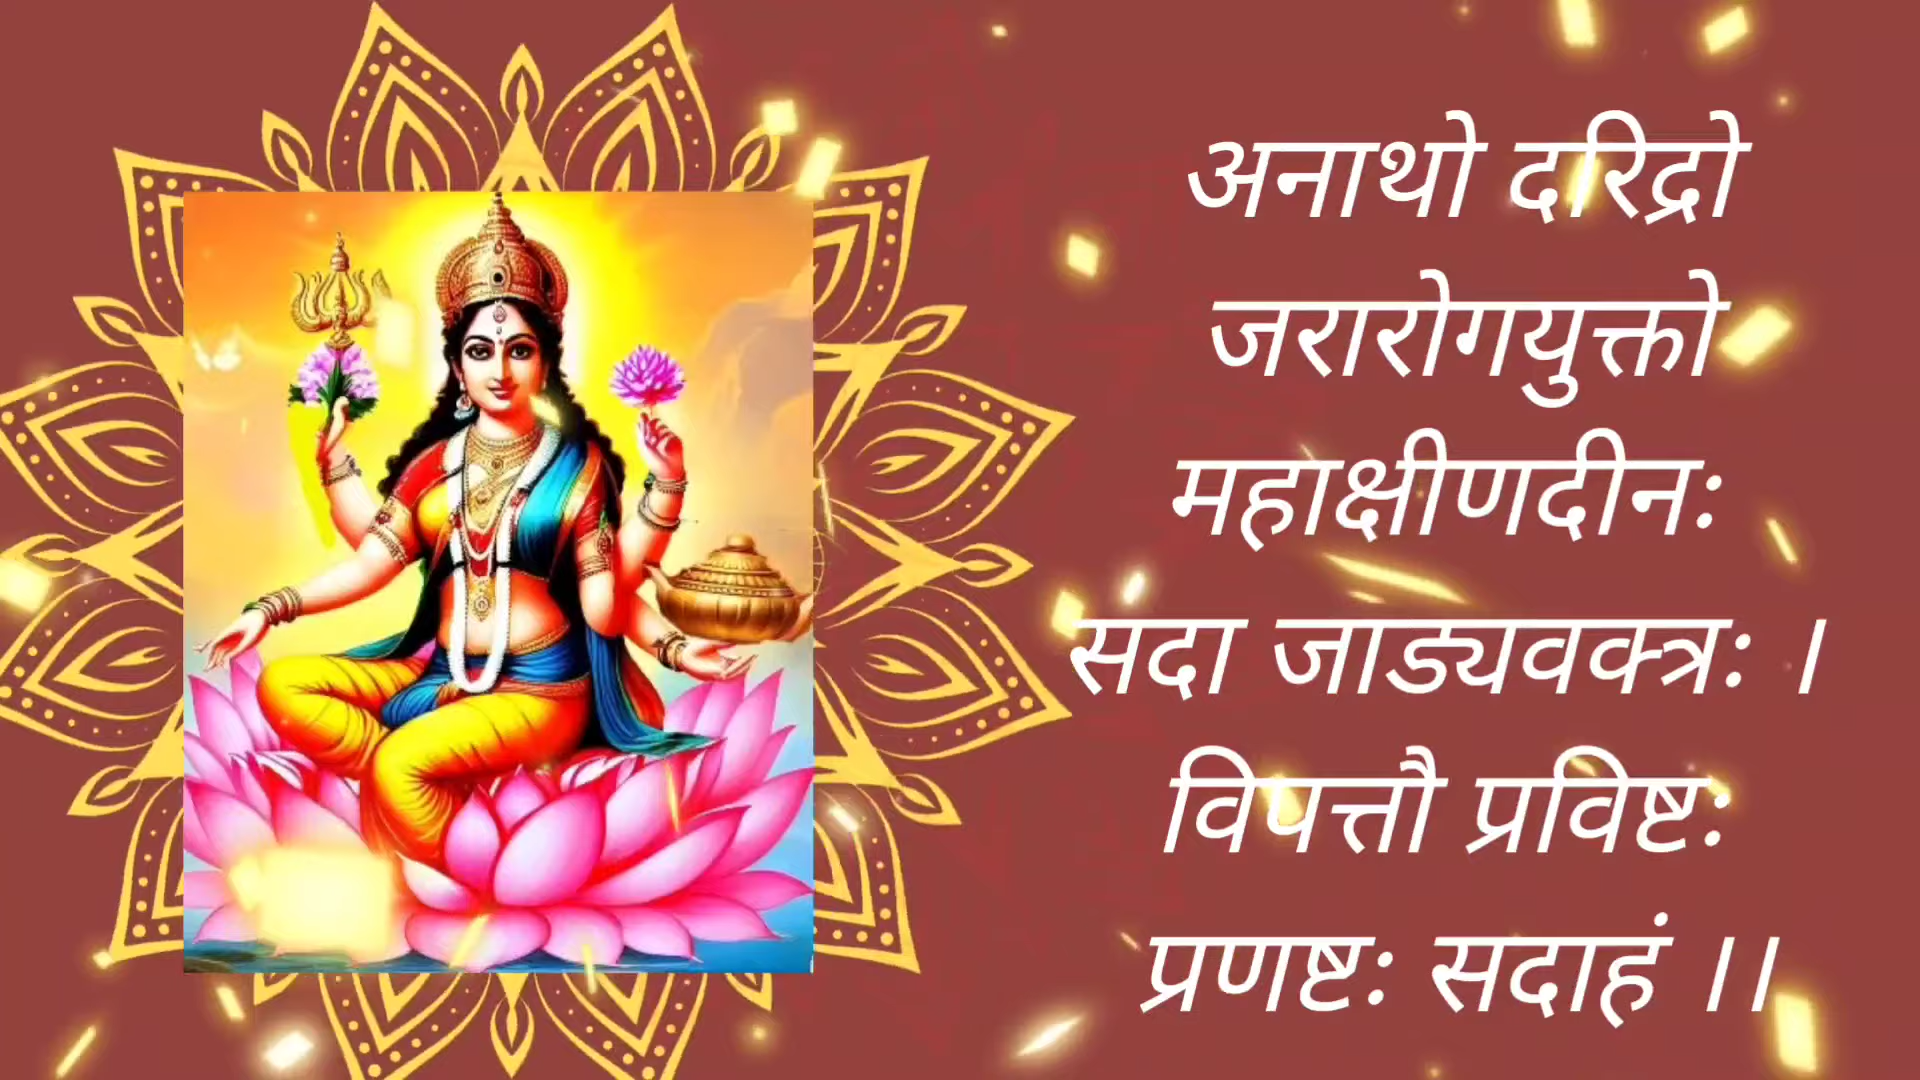 अनाथो दरिद्रो
जरारोगयुक्तो
महाक्षीणदीनः
सदा जाड्यवक्त्रः ।
विपत्तौ प्रविष्टः
प्रणष्टः सदाहं ।।